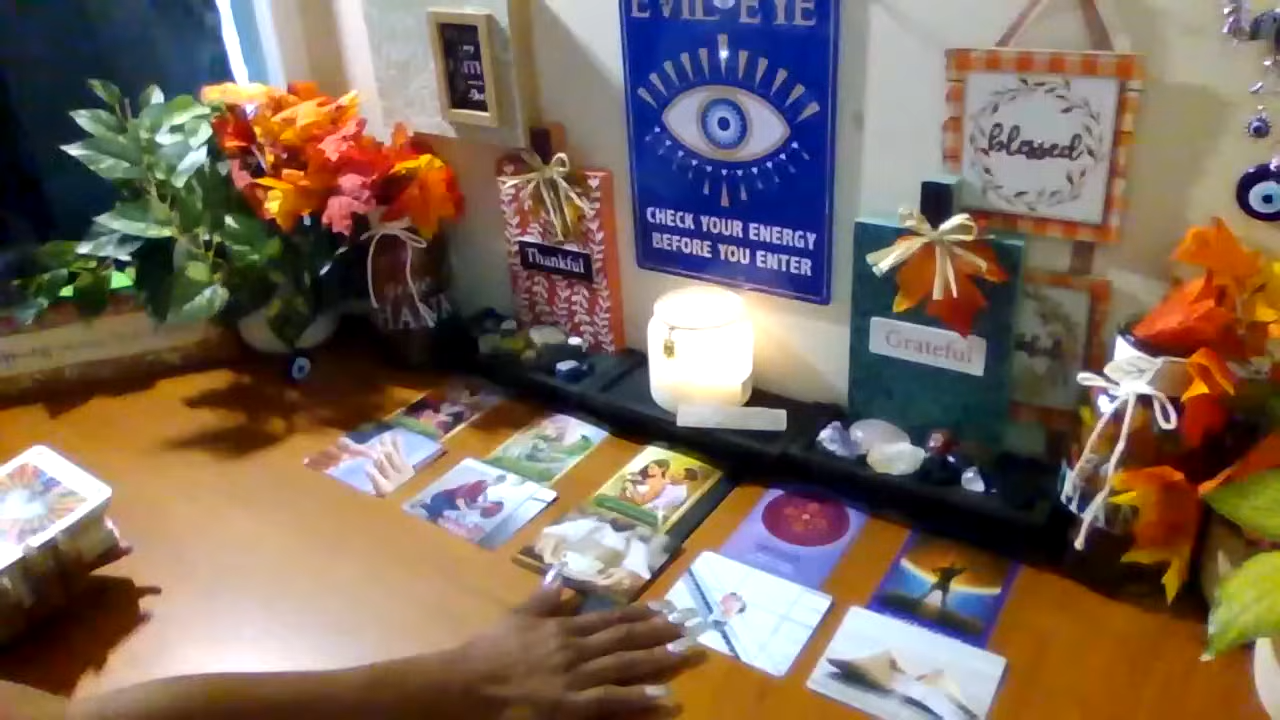 EVIL EYE
CHECK YOUR ENERGY
BEFORE YOU ENTER
blessed
Thankful
Grateful